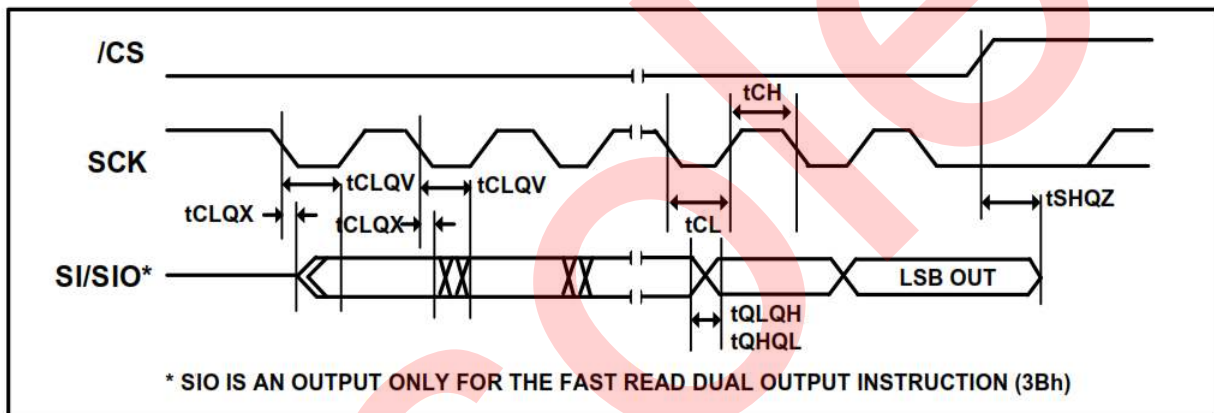 /CS
tCH
SCK
tCLQV
tCLQV
tSHQZ
tCLQX
tCLQX
tCL
SI/SIO*
LSB OUT
tQLQH
tQHQL
* SIO IS AN OUTPUT ONLY FOR THE FAST READ DUAL OUTPUT INSTRUCTION (3Bh)